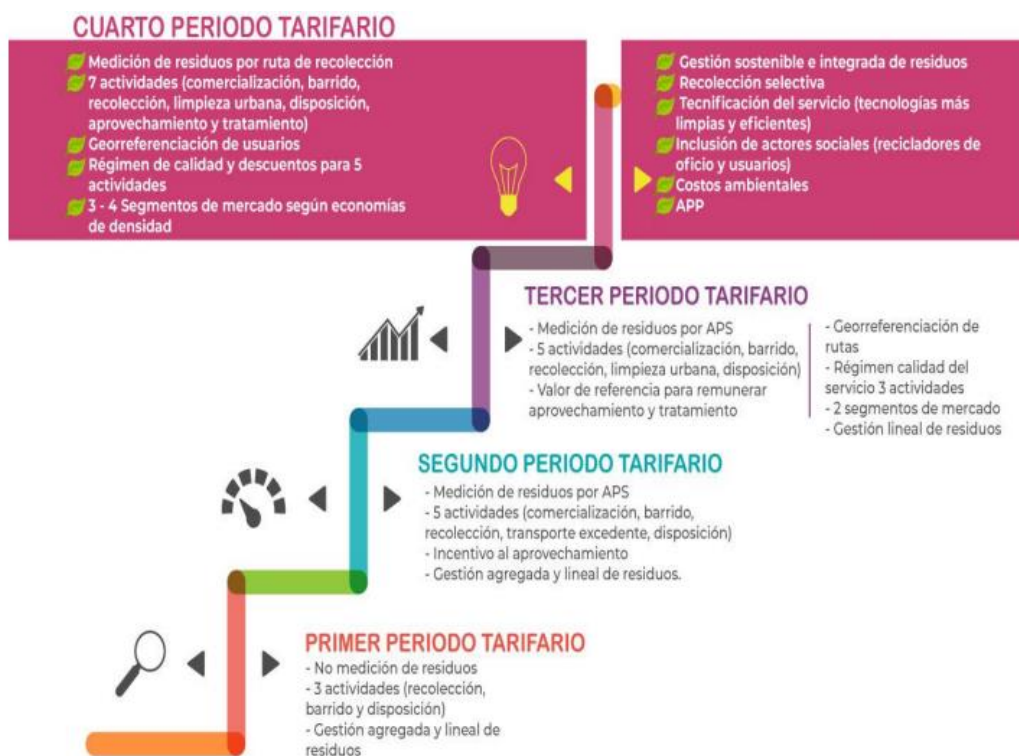 CUARTO PERIODO TARIFARIO
Medición de residuos por ruta de recolección
7 actividades (comercialización, barrido,
recolección, limpieza urbana, disposición,
aprovechamiento y tratamiento)
Georreferenciación de usuarios
Régimen de calidad y descuentos para 5
actividades
3 - 4 Segmentos de mercado según economías
de densidad
Gestión sostenible e integrada de residuos
Recolección selectiva
Tecnificación del servicio (tecnologías más
limpias y eficientes)
Inclusión de actores sociales (recicladores de
oficio y usuarios)
Costos ambientales
APP
TERCER PERIODO TARIFARIO
- Medición de residuos por APS
- 5 actividades (comercialización, barrido,
recolección, limpieza urbana, disposición)
- Valor de referencia para remunerar
aprovechamiento y tratamiento
- Georreferenciación de
rutas
- Régimen calidad del
servicio 3 actividades
- 2 segmentos de mercado
- Gestión lineal de residuos
SEGUNDO PERIODO TARIFARIO
- Medición de residuos por APS
- 5 actividades (comercialización, barrido,
recolección, transporte excedente, disposición)
- Incentivo al aprovechamiento
- Gestión agregada y lineal de residuos.
PRIMER PERIODO TARIFARIO
- No medición de residuos
- 3 actividades (recolección,
barrido y disposición)
- Gestión agregada y lineal de
residuos